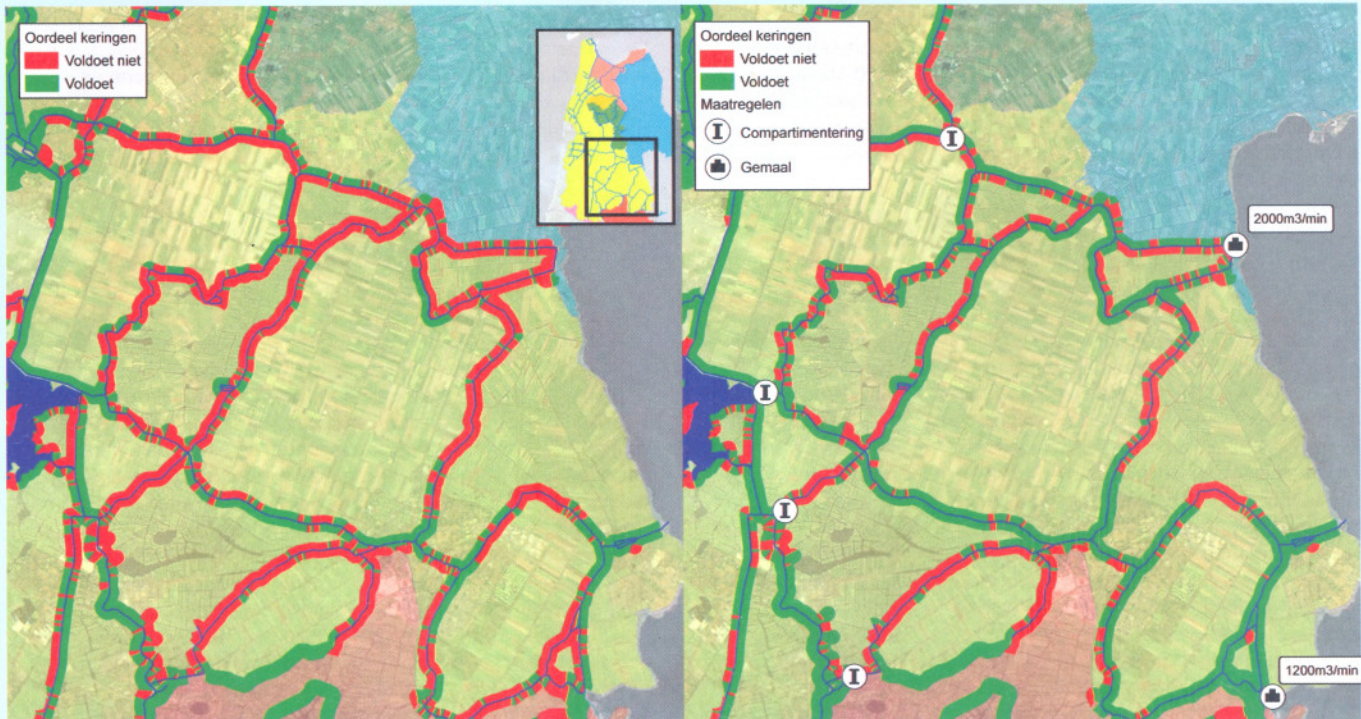 Oordeel keringen
Voldoet niet
Voldoet
Oordeel keringen
Voldoet niet
Voldoet
Maatregelen
I Compartimentering
Gemaal
2000m3/min
I
I
I
I
1200m3/min